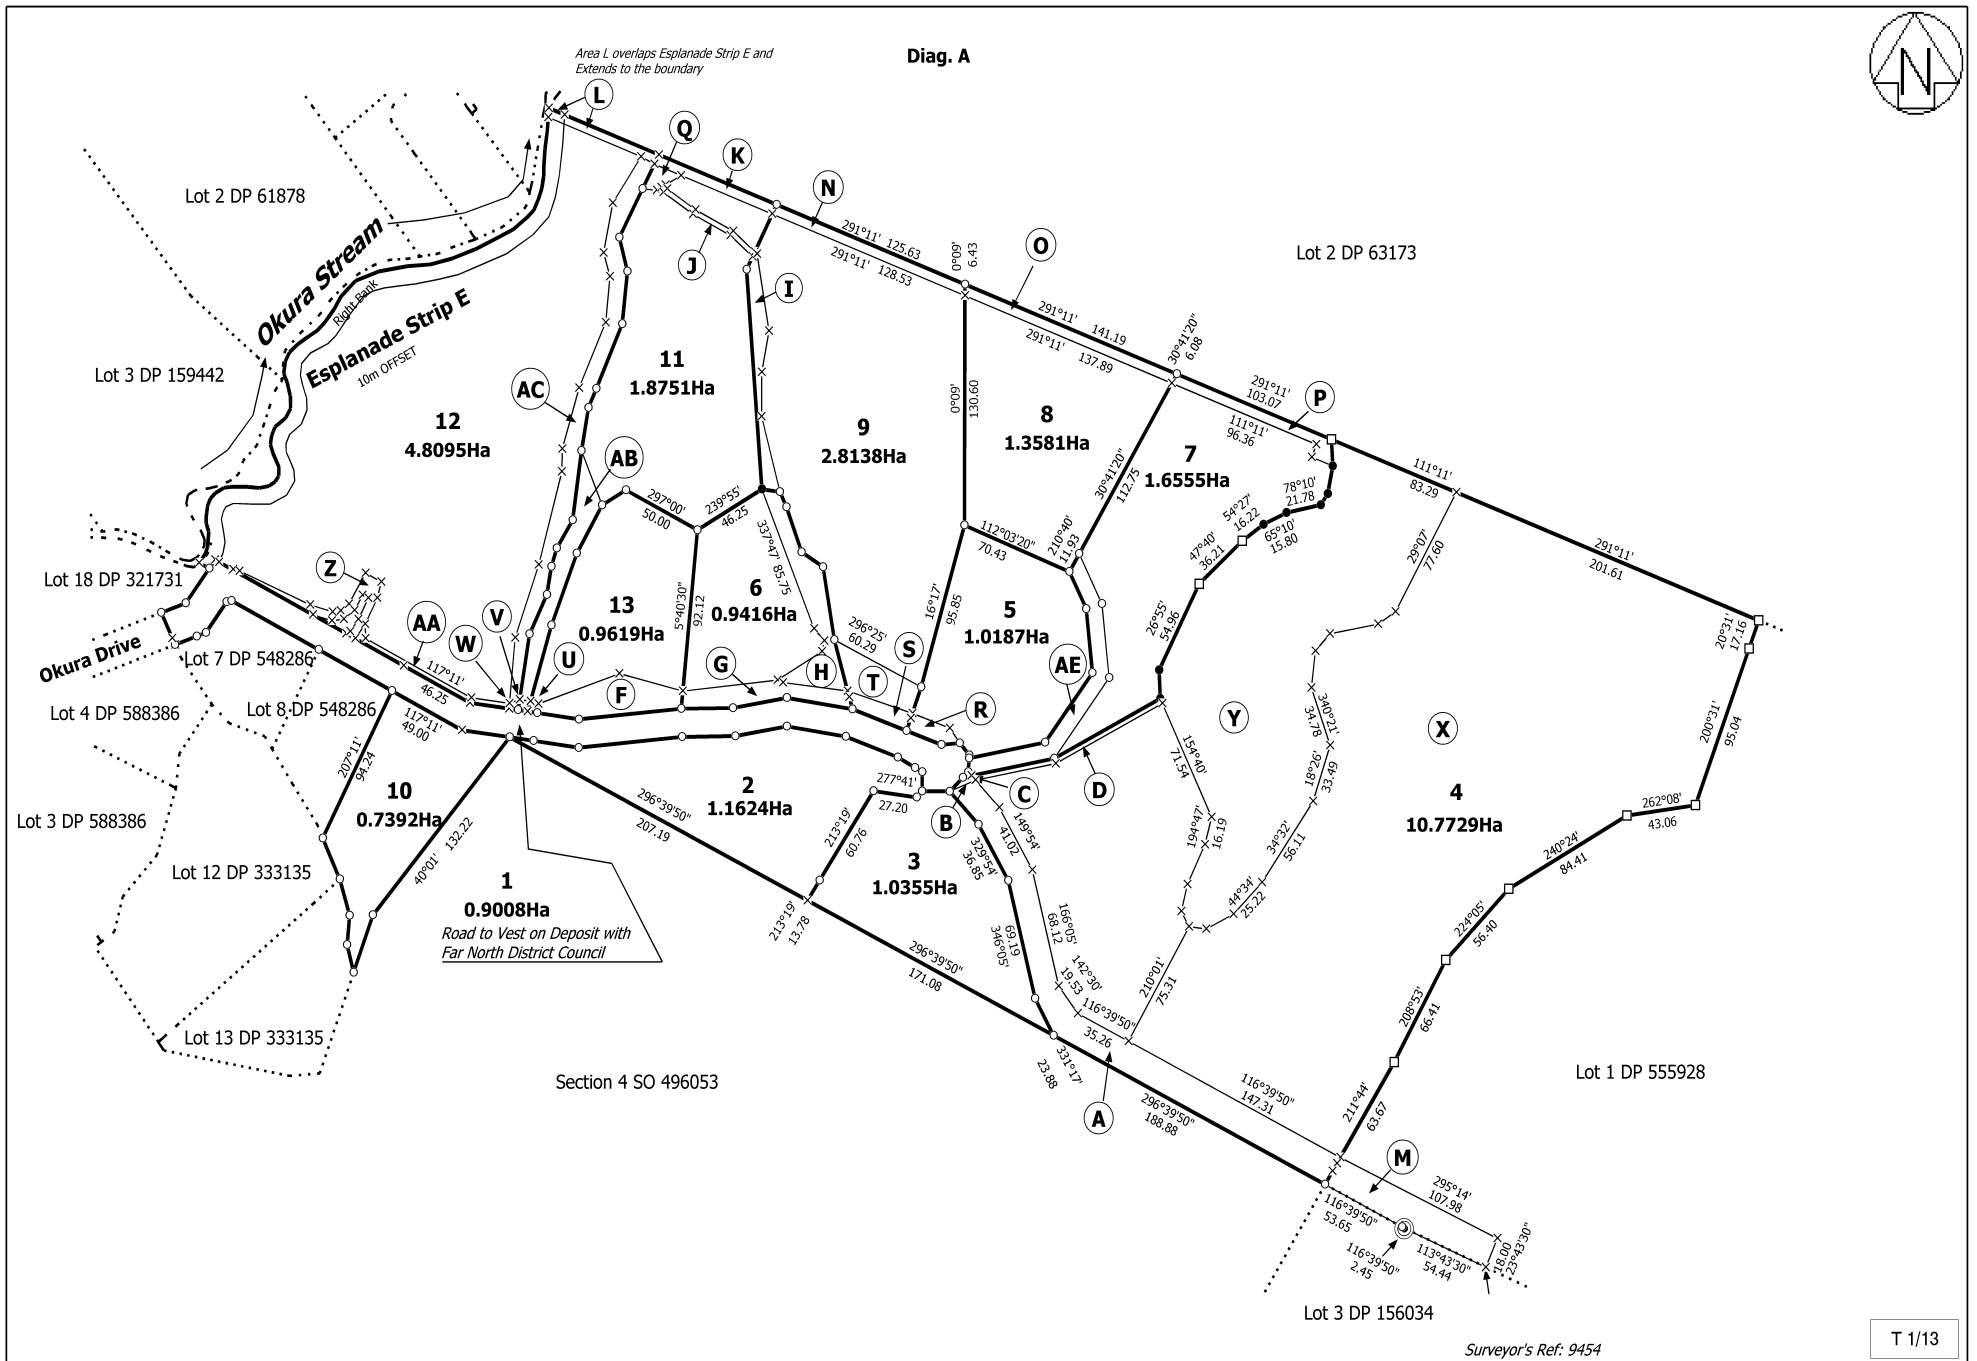 Area L overlaps Esplanade Strip E and
Extends to the boundary
Diag. A
N
L
Q
K
N
O
P
J
I
Lot 2 DP 61878
Lot 2 DP 63173
Okura Stream
Right Bank
Esplanade Strip E
10m OFFSET
Lot 3 DP 159442
291°11' 125.63
291°11' 128.53
0°09'
6.43
291°11' 141.19
291°11' 137.89
30°41'20"
6.08
291°11'
103.07
111°11'
96.36
111°11'
83.29
291°11'
201.61
11
1.8751Ha
AC
12
4.8095Ha
AB
9
2.8138Ha
0°09'
130.60
8
1.3581Ha
7
1.6555Ha
30°41'20"
112.75
78°10'
21.78
54°27'
16.22
65°10'
15.80
47°40'
36.21
297°00'
50.00
239°55'
46.25
337°47' 85.75
112°03'20"
70.43
210°40'
11.93
29°07'
77.60
Lot 18 DP 321731
Z
AA
V
W
U
13
0.9619Ha
5°40'30"
92.12
6
0.9416Ha
296°25'
60.29
16°17'
95.85
5
1.0187Ha
26°55'
54.96
20°31'
17.16
Okura Drive
Lot 7 DP 548286
117°11'
46.25
F
G
H
T
S
R
AE
Y
X
340°21'
34.78
18°26'
33.49
200°31'
95.04
Lot 4 DP 588386
Lot 8 DP 548286
117°11'
49.00
207°11'
94.24
10
0.7392Ha
40°01'
132.22
296°39'50"
207.19
2
1.1624Ha
277°41'
27.20
B
C
D
154°40'
71.54
194°47'
16.19
34°32'
56.11
44°34'
25.22
4
10.7729Ha
262°08'
43.06
240°24'
84.41
Lot 3 DP 588386
Lot 12 DP 333135
1
0.9008Ha
Road to Vest on Deposit with
Far North District Council
213°19'
60.76
213°19'
13.78
3
1.0355Ha
149°54'
41.02
329°54'
36.85
166°05'
68.12
69.19
346°05'
142°30'
19.53
116°39'50"
35.26
210°01'
75.31
224°05'
56.40
208°53'
66.41
211°44'
63.67
296°39'50"
171.08
331°17'
23.88
Lot 13 DP 333135
Section 4 SO 496053
A
116°39'50"
147.31
296°39'50"
188.88
Lot 1 DP 555928
M
295°14'
107.98
116°39'50"
53.65
116°39'50"
2.45
113°43'30"
54.44
18.00
23°43'30"
Lot 3 DP 156034
Surveyor's Ref: 9454
T 1/13